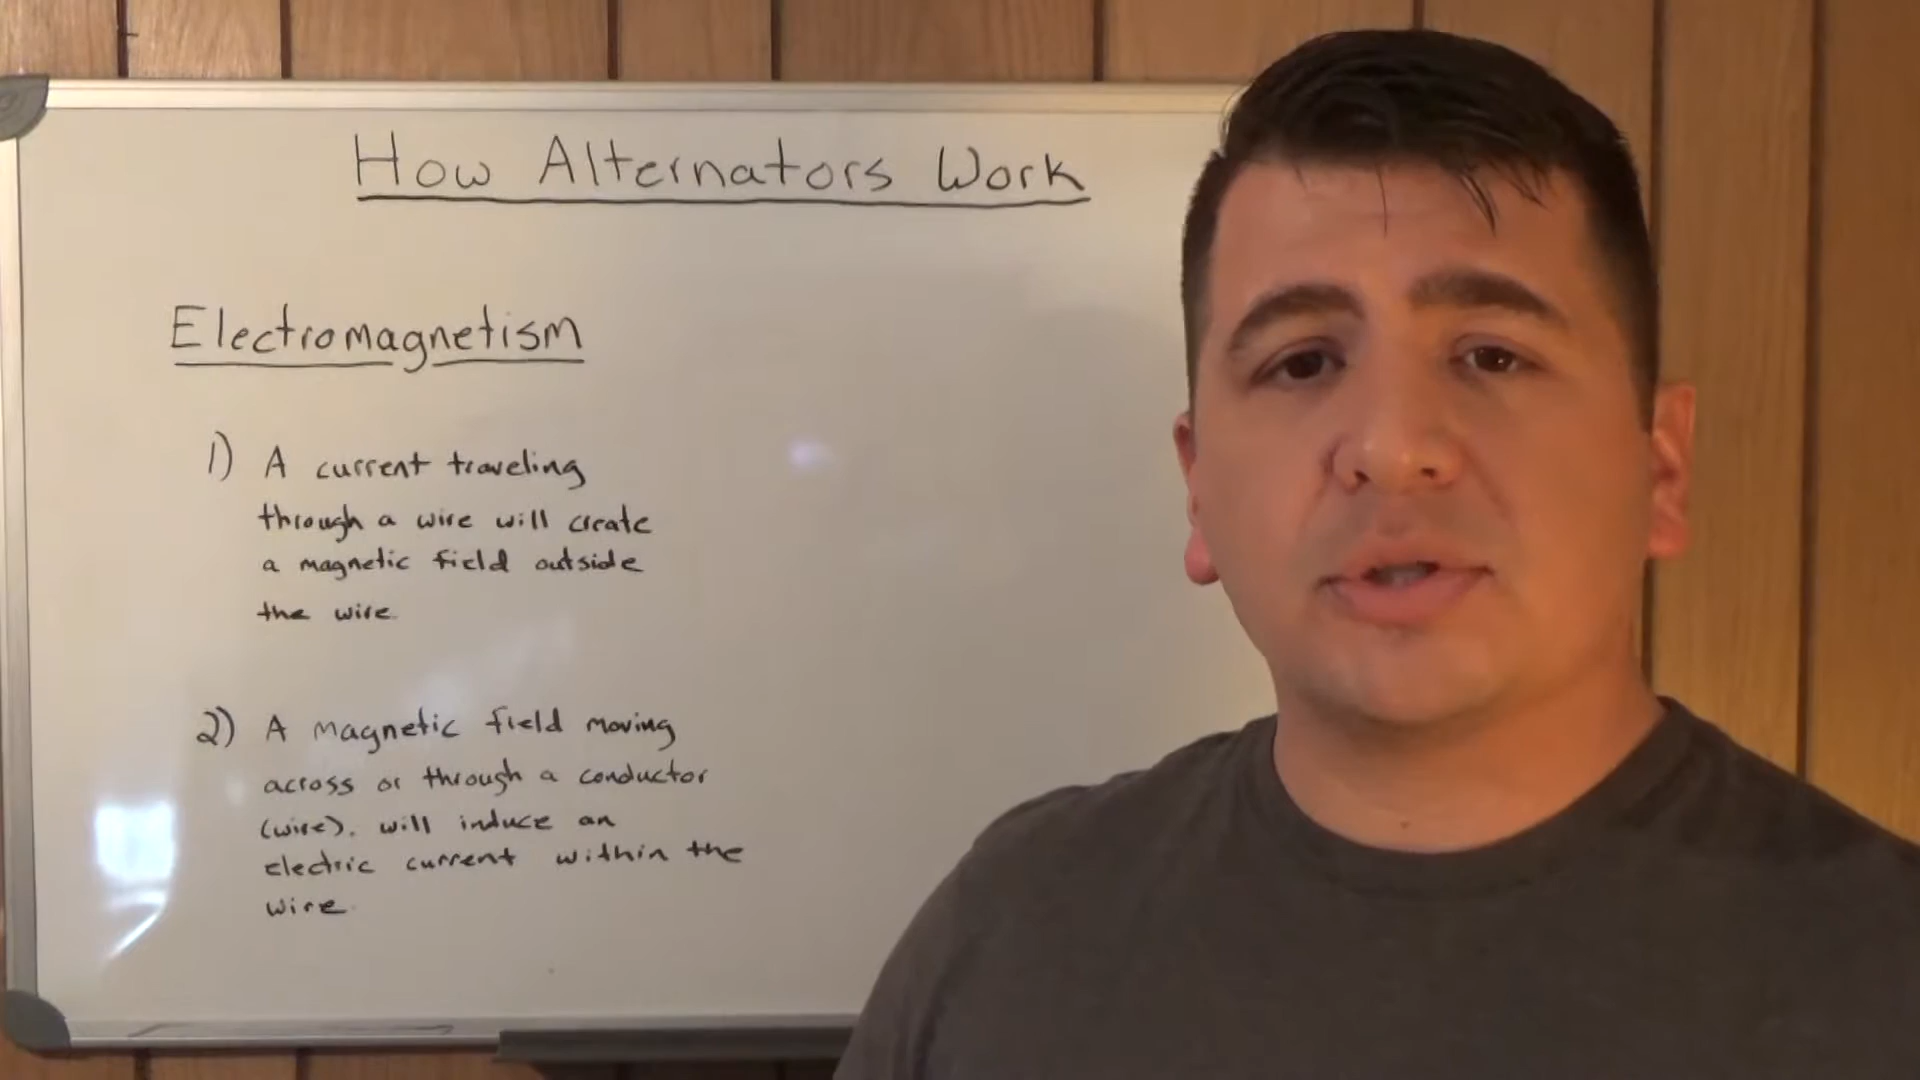 How Alternators Work
Electromagnetism
1) A current traveling
through a wire will create
a magnetic field outside
the wire.
2) A magnetic field moving
across or through a conductor
(wire). will induce an
electric current within the
wire.